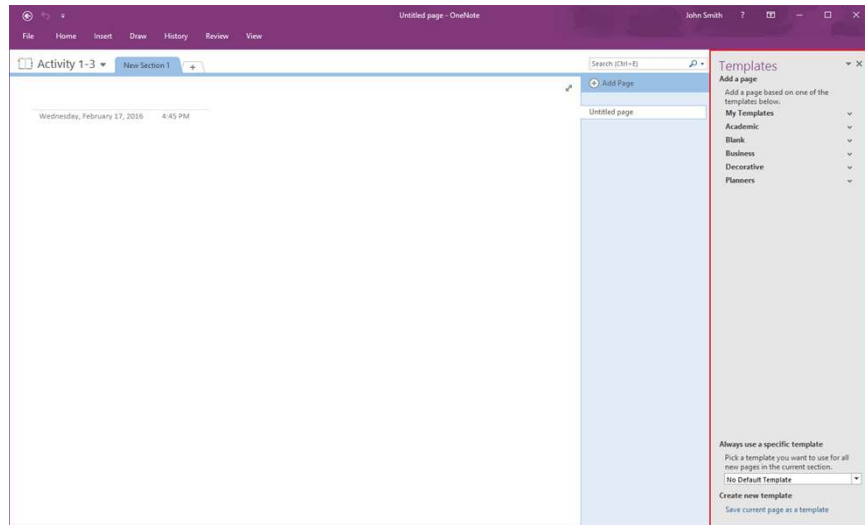 Untitled page - OneNote
John Smith
?
File Home Insert Draw History Review View
Activity 1-3
New Section 1
+
Search (Ctrl+E)
Add Page
Untitled page
Wednesday, February 17, 2016 4:45 PM
Templates
Add a page
Add a page based on one of the
templates below.
My Templates
Academic
Blank
Business
Decorative
Planners
Always use a specific template
Pick a template you want to use for all
new pages in the current section.
No Default Template
Create new template
Save current page as a template